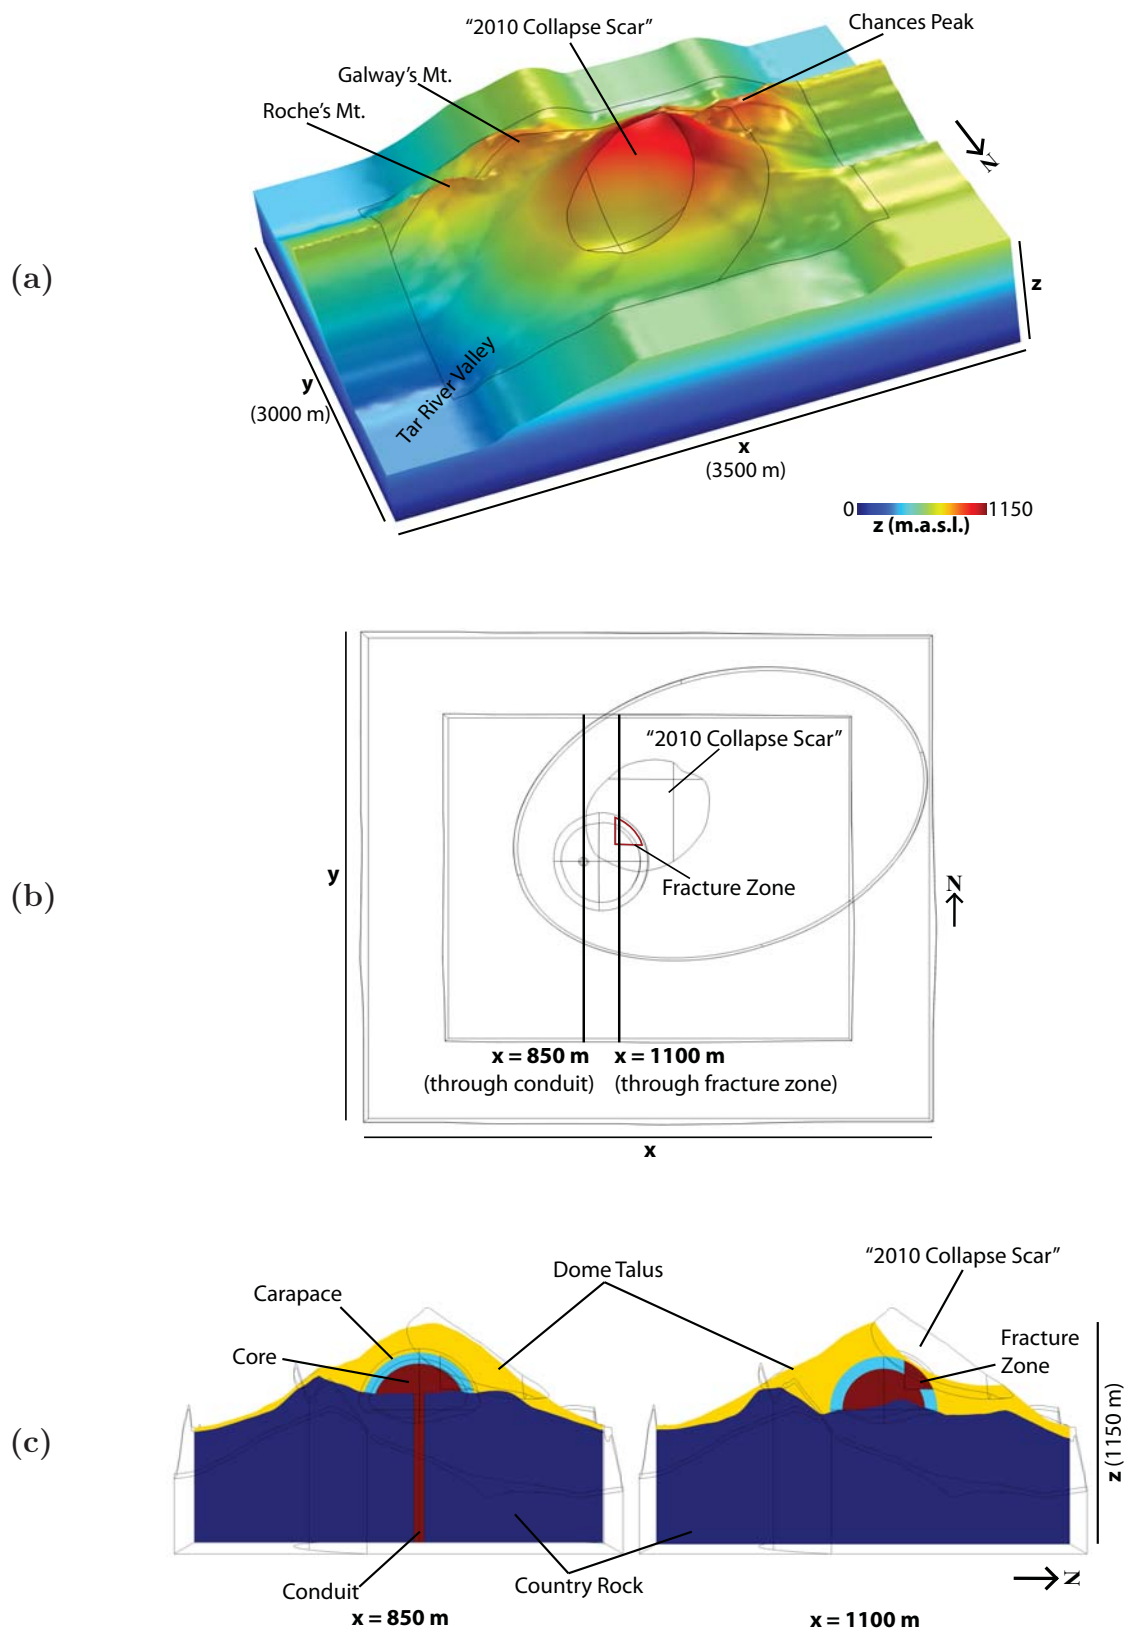 “2010 Collapse Scar”
Chances Peak
Galway’s Mt.
Roche’s Mt.
N
(a)
z
Tar River Valley
y
(3000 m)
x
(3500 m)
0 1150
z (m.a.s.l.)
“2010 Collapse Scar”
Fracture Zone
y
(b)
N
x = 850 m x = 1100 m
(through conduit) (through fracture zone)
x
“2010 Collapse Scar”
Dome Talus
Carapace
Fracture
Zone
Core
(c)
z (1150 m)
Conduit
Country Rock
N
x = 850 m
x = 1100 m